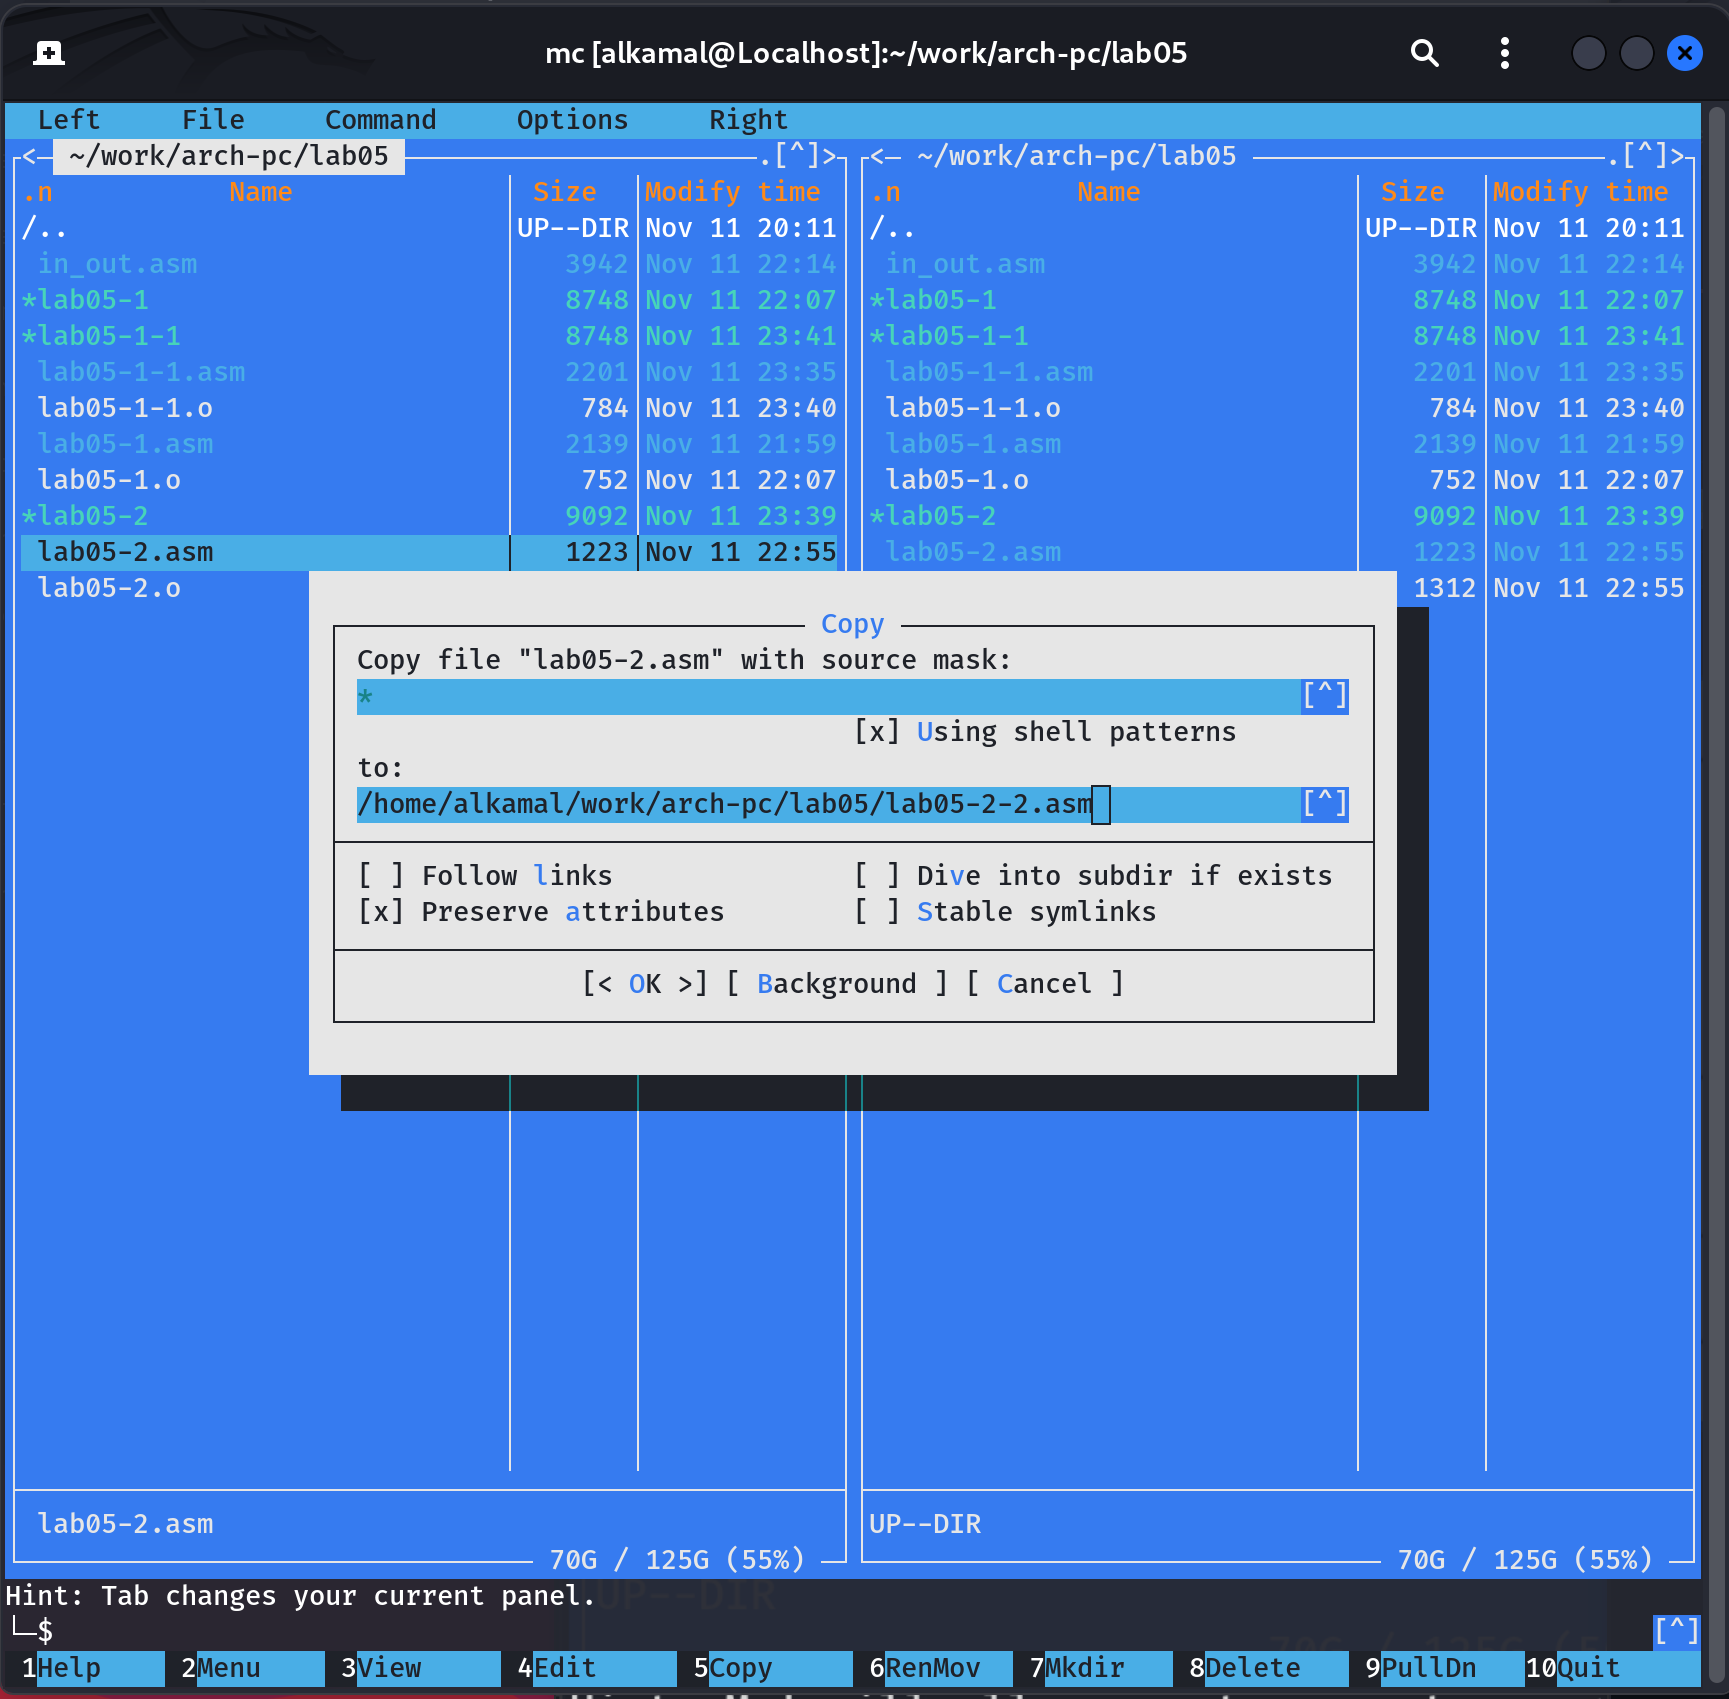 mc [alkamal@Localhost]:~/work/arch-pc/lab05
Left File Command Options Right
<─ ~/work/arch-pc/lab05 .[^]> <─ ~/work/arch-pc/lab05 .[^]>
.n Name Size Modify time .n Name Size Modify time
/.. UP--DIR Nov 11 20:11 /.. UP--DIR Nov 11 20:11
in_out.asm 3942 Nov 11 22:14 in_out.asm 3942 Nov 11 22:14
*lab05-1 8748 Nov 11 22:07 *lab05-1 8748 Nov 11 22:07
*lab05-1-1 8748 Nov 11 23:41 *lab05-1-1 8748 Nov 11 23:41
lab05-1-1.asm 2201 Nov 11 23:35 lab05-1-1.asm 2201 Nov 11 23:35
lab05-1-1.o 784 Nov 11 23:40 lab05-1-1.o 784 Nov 11 23:40
lab05-1.asm 2139 Nov 11 21:59 lab05-1.asm 2139 Nov 11 21:59
lab05-1.o 752 Nov 11 22:07 lab05-1.o 752 Nov 11 22:07
*lab05-2 9092 Nov 11 23:39 *lab05-2 9092 Nov 11 23:39
lab05-2.asm 1223 Nov 11 22:55 lab05-2.asm 1223 Nov 11 22:55
lab05-2.o 1312 Nov 11 22:55
Copy
Copy file "lab05-2.asm" with source mask:
* [^]
[x] Using shell patterns
to:
/home/alkamal/work/arch-pc/lab05/lab05-2-2.asm [^]
[ ] Follow links [ ] Dive into subdir if exists
[x] Preserve attributes [ ] Stable symlinks
[< OK >] [ Background ] [ Cancel ]
lab05-2.asm UP--DIR
70G / 125G (55%) 70G / 125G (55%)
Hint: Tab changes your current panel.
└─$ [^]
1Help 2Menu 3View 4Edit 5Copy 6RenMov 7Mkdir 8Delete 9PullDn 10Quit